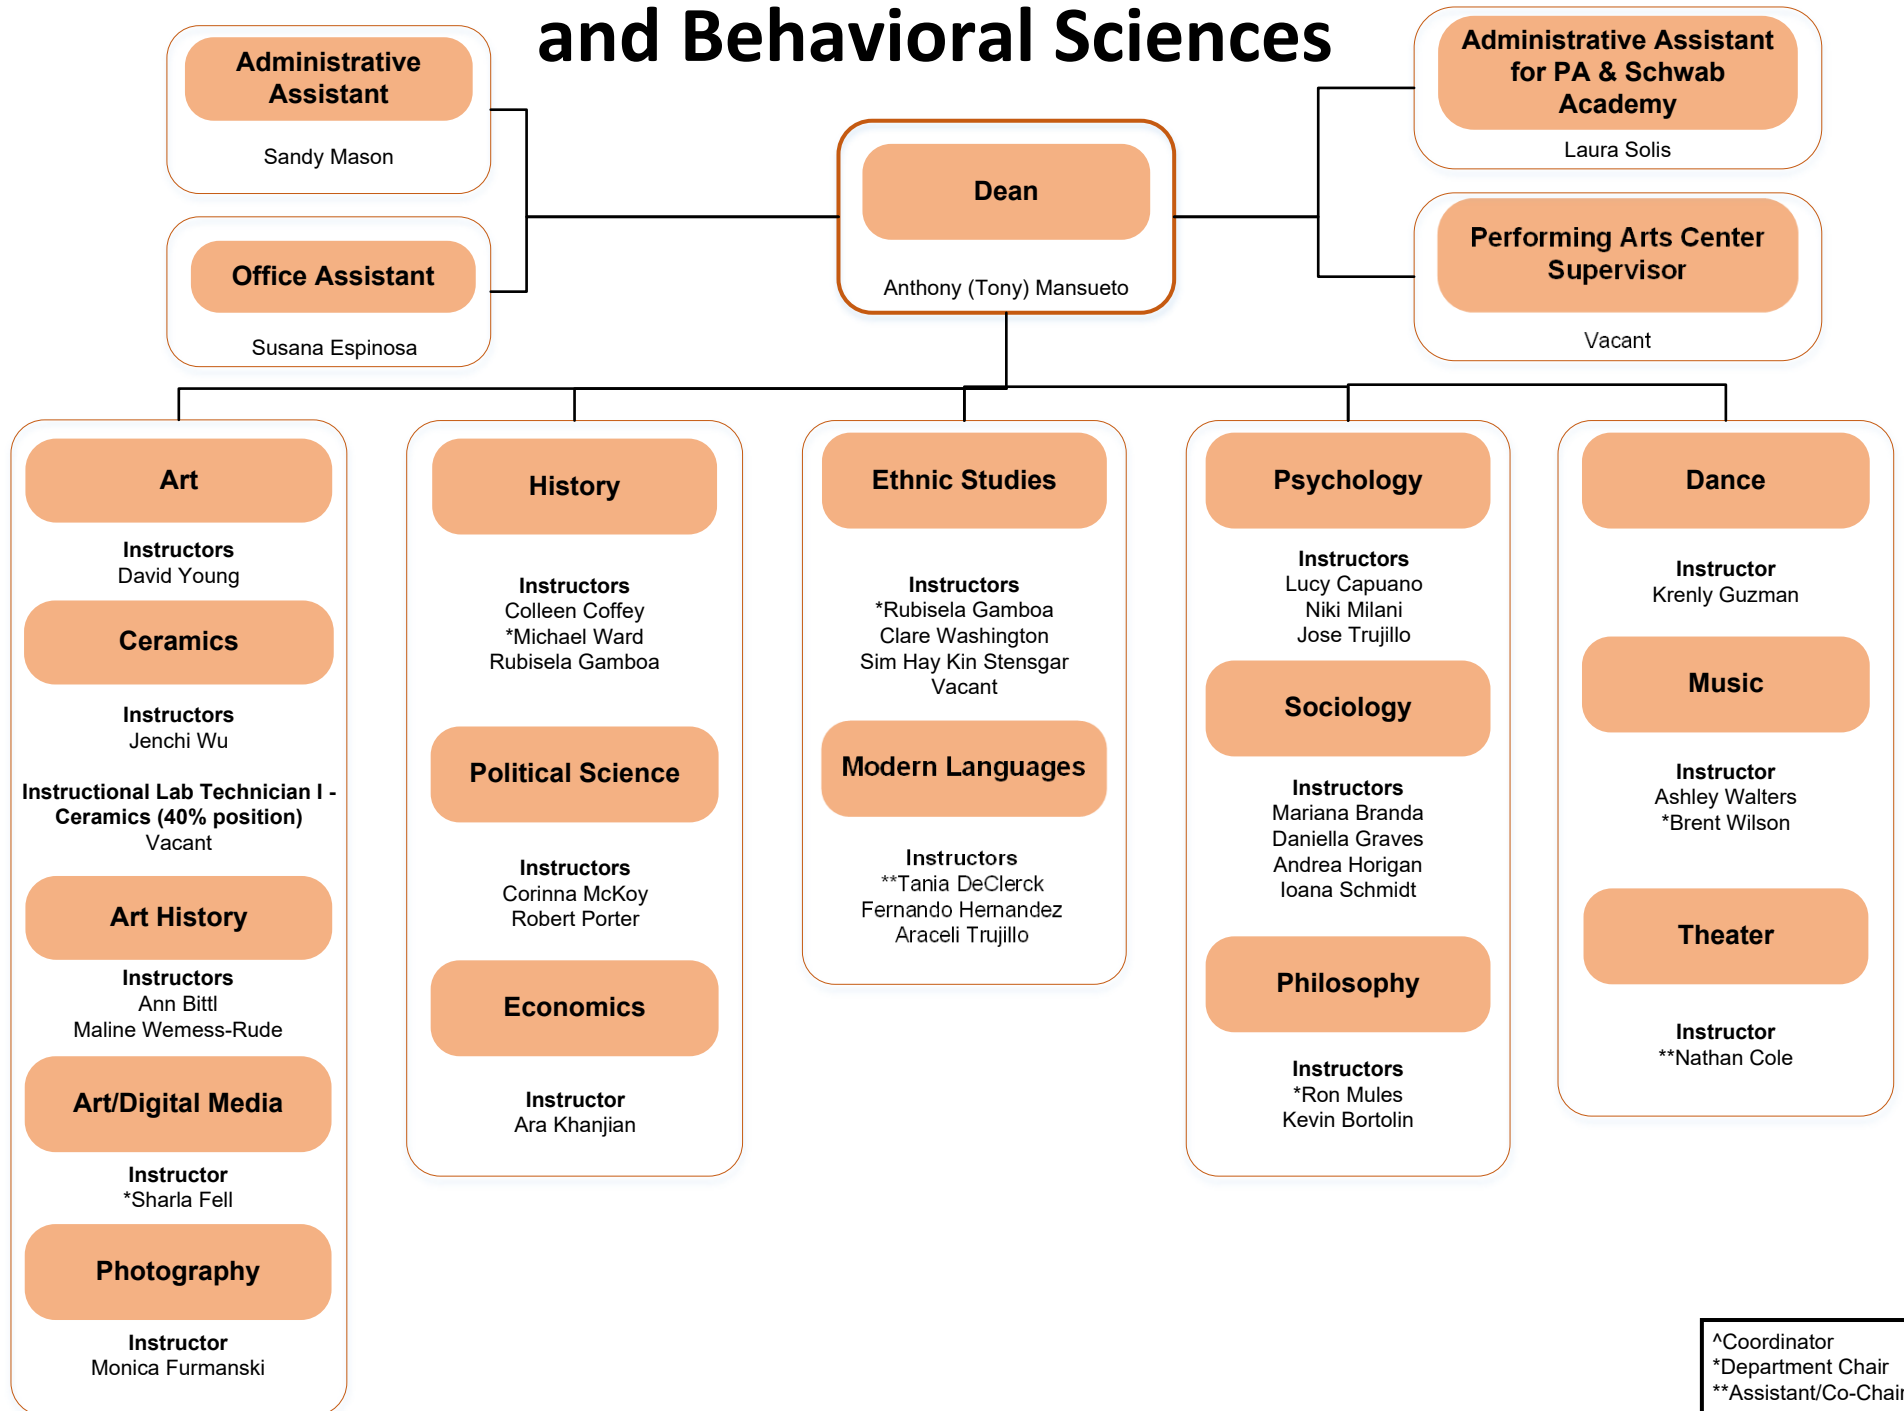 and Behavioral Sciences
Administrative
Assistant
Sandy Mason
Office Assistant
Susana Espinosa
Dean
Anthony (Tony) Mansueto
Administrative Assistant
for PA & Schwab
Academy
Laura Solis
Performing Arts Center
Supervisor
Vacant
Art
Instructors
David Young
Ceramics
Instructors
Jenchi Wu
Instructional Lab Technician I -
Ceramics (40% position)
Vacant
Art History
Instructors
Ann Bittl
Maline Wemess-Rude
Art/Digital Media
Instructor
*Sharla Fell
Photography
Instructor
Monica Furmanski
History
Instructors
Colleen Coffey
*Michael Ward
Rubisela Gamboa
Political Science
Instructors
Corinna McKoy
Robert Porter
Economics
Instructor
Ara Khanjian
Ethnic Studies
Instructors
*Rubisela Gamboa
Clare Washington
Sim Hay Kin Stensgar
Vacant
Modern Languages
Instructors
**Tania DeClerck
Fernando Hernandez
Araceli Trujillo
Psychology
Instructors
Lucy Capuano
Niki Milani
Jose Trujillo
Sociology
Instructors
Mariana Branda
Daniella Graves
Andrea Horigan
Ioana Schmidt
Philosophy
Instructors
*Ron Mules
Kevin Bortolin
Dance
Instructor
Krenly Guzman
Music
Instructor
Ashley Walters
*Brent Wilson
Theater
Instructor
**Nathan Cole
^Coordinator
*Department Chair
**Assistant/Co-Chair